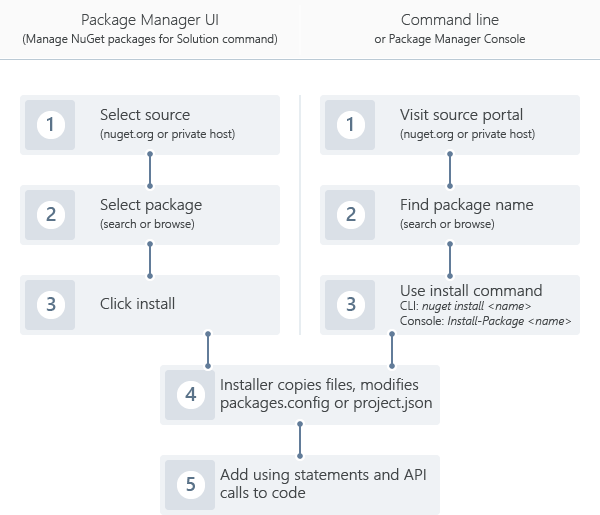 Package Manager UI
(Manage NuGet packages for Solution command)
Command line
or Package Manager Console
1
Select source
(nuget.org or private host)
2
Select package
(search or browse)
3
Click install
1
Visit source portal
(nuget.org or private host)
2
Find package name
(search or browse)
3
Use install command
CLI: nuget install <name>
Console: Install-Package <name>
4
Installer copies files, modifies
packages.config or project.json
5
Add using statements and API
calls to code